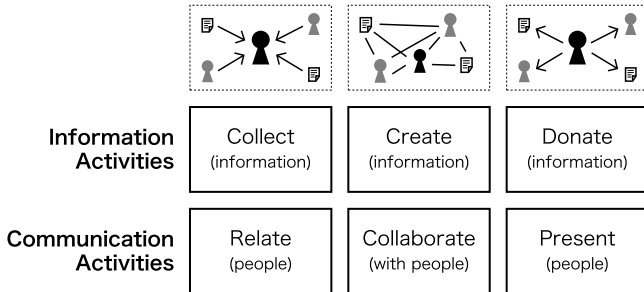 Information
Activities
Collect
(information)
Create
(information)
Donate
(information)
Communication
Activities
Relate
(people)
Collaborate
(with people)
Present
(people)